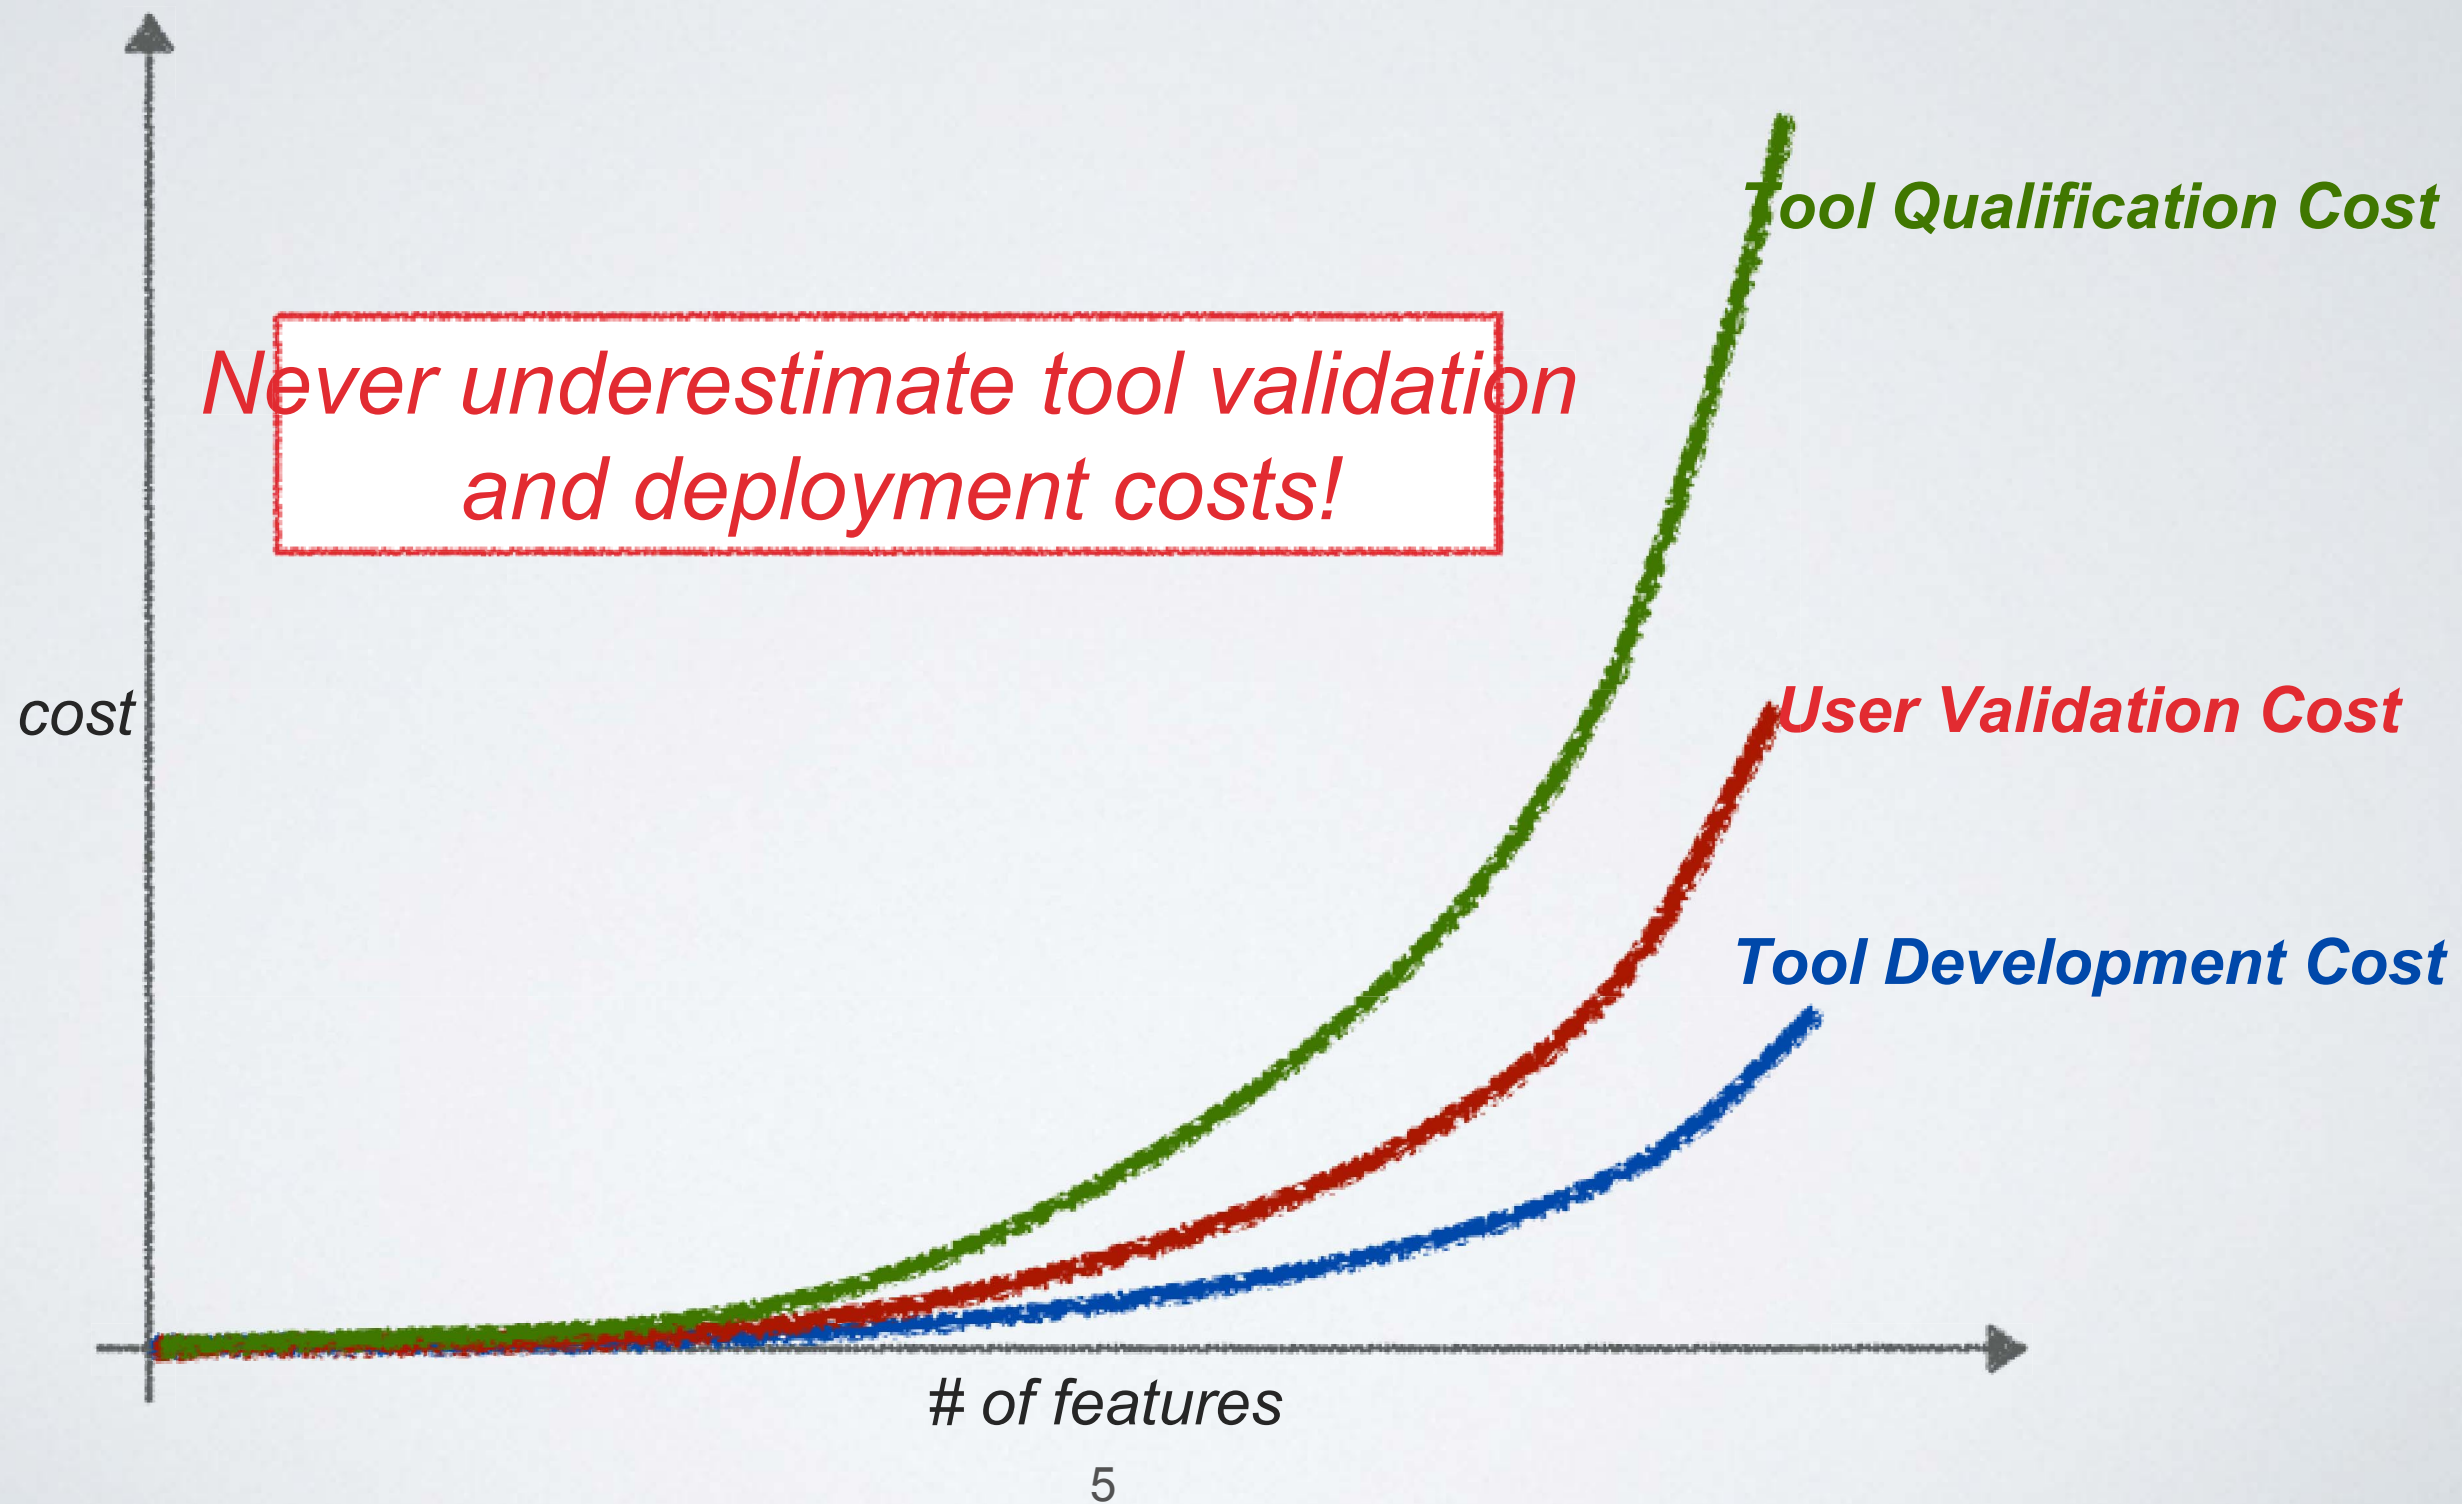 Tool Qualification Cost
Never underestimate tool validation
and deployment costs!
cost
User Validation Cost
Tool Development Cost
# of features
5